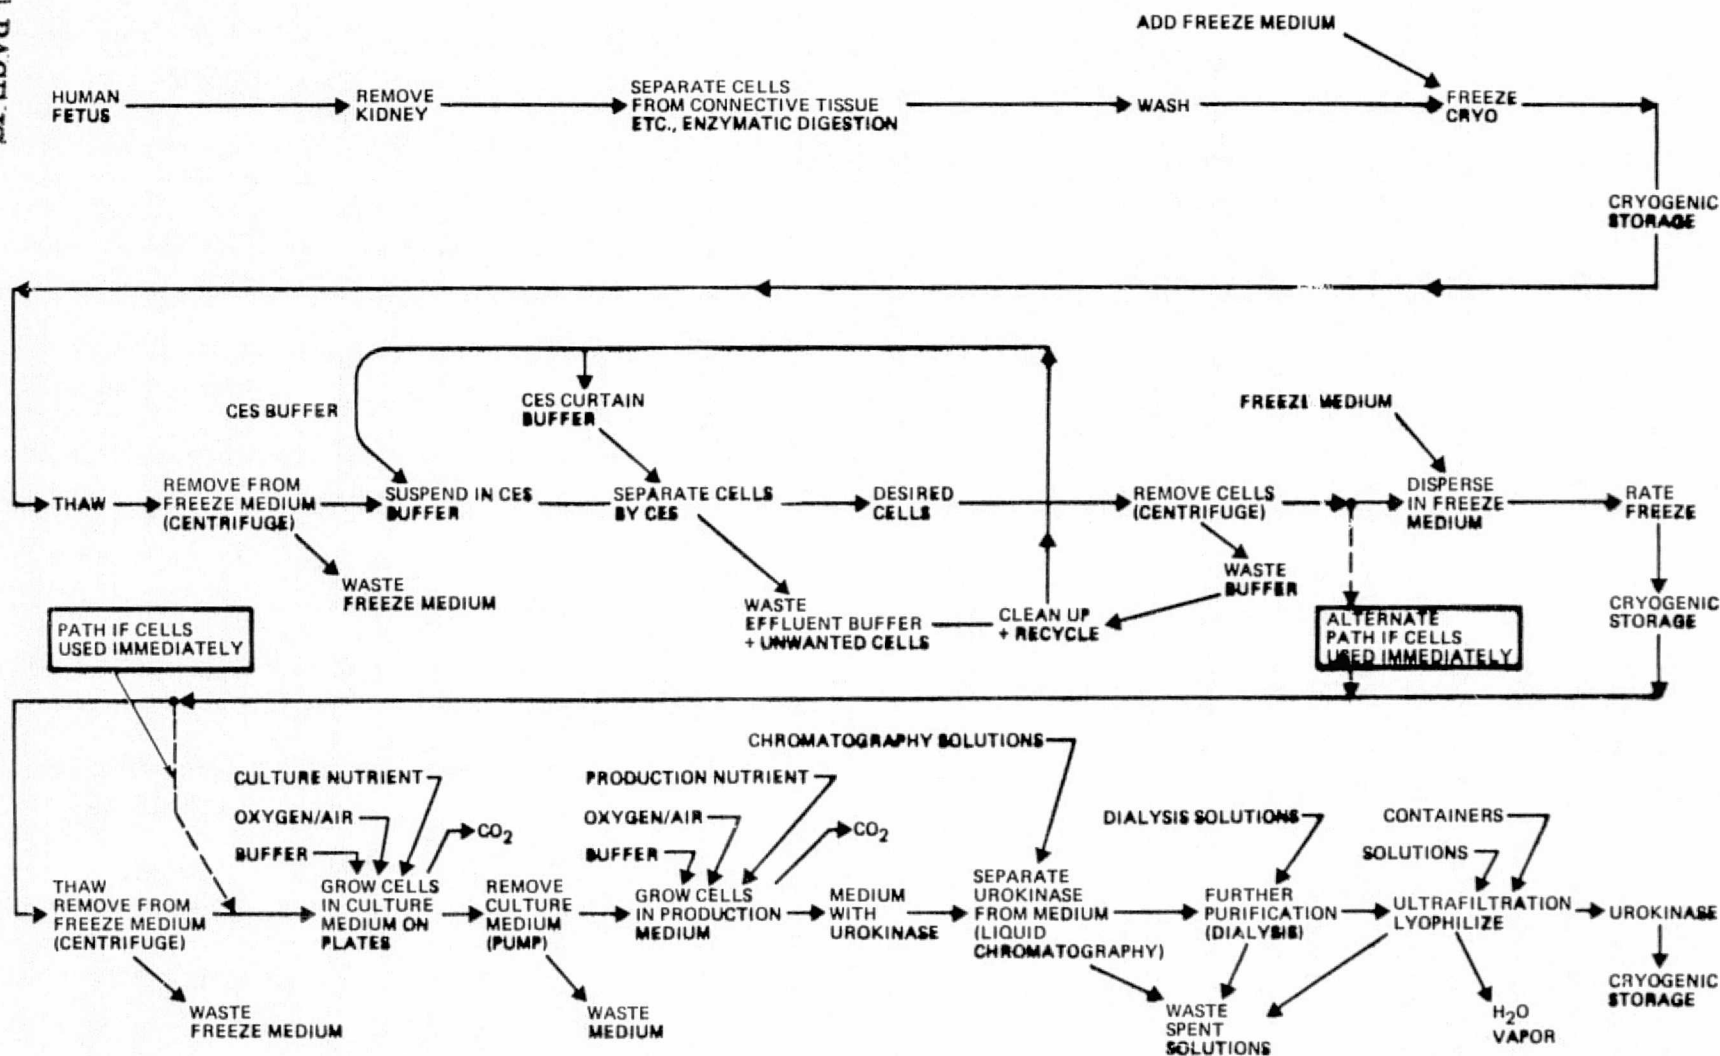 ADD FREEZE MEDIUM
HUMAN
FETUS
REMOVE
KIDNEY
SEPARATE CELLS
FROM CONNECTIVE TISSUE
ETC., ENZYMATIC DIGESTION
WASH
FREEZE
CRYO
CRYOGENIC
STORAGE
CES BUFFER
CES CURTAIN
BUFFER
FREEZE MEDIUM
THAW
REMOVE FROM
FREEZE MEDIUM
(CENTRIFUGE)
SUSPEND IN CES
BUFFER
SEPARATE CELLS
BY CES
DESIRED
CELLS
REMOVE CELLS
(CENTRIFUGE)
DISPERSE
IN FREEZE
MEDIUM
RATE
FREEZE
WASTE
FREEZE MEDIUM
WASTE
EFFLUENT BUFFER
+ UNWANTED CELLS
CLEAN UP
+ RECYCLE
WASTE
BUFFER
CRYOGENIC
STORAGE
PATH IF CELLS
USED IMMEDIATELY
ALTERNATE
PATH IF CELLS
USED IMMEDIATELY
CHROMATOGRAPHY SOLUTIONS
CULTURE NUTRIENT
OXYGEN/AIR
BUFFER
CO2
PRODUCTION NUTRIENT
OXYGEN/AIR
BUFFER
CO2
DIALYSIS SOLUTIONS
CONTAINERS
SOLUTIONS
THAW
REMOVE FROM
FREEZE MEDIUM
(CENTRIFUGE)
GROW CELLS
IN CULTURE
MEDIUM ON
PLATES
REMOVE
CULTURE
MEDIUM
(PUMP)
GROW CELLS
IN PRODUCTION
MEDIUM
MEDIUM
WITH
UROKINASE
SEPARATE
UROKINASE
FROM MEDIUM
(LIQUID
CHROMATOGRAPHY)
FURTHER
PURIFICATION
(DIALYSIS)
ULTRAFILTRATION
LYOPHILIZE
UROKINASE
CRYOGENIC
STORAGE
WASTE
FREEZE MEDIUM
WASTE
MEDIUM
WASTE
SPENT
SOLUTIONS
H2O
VAPOR